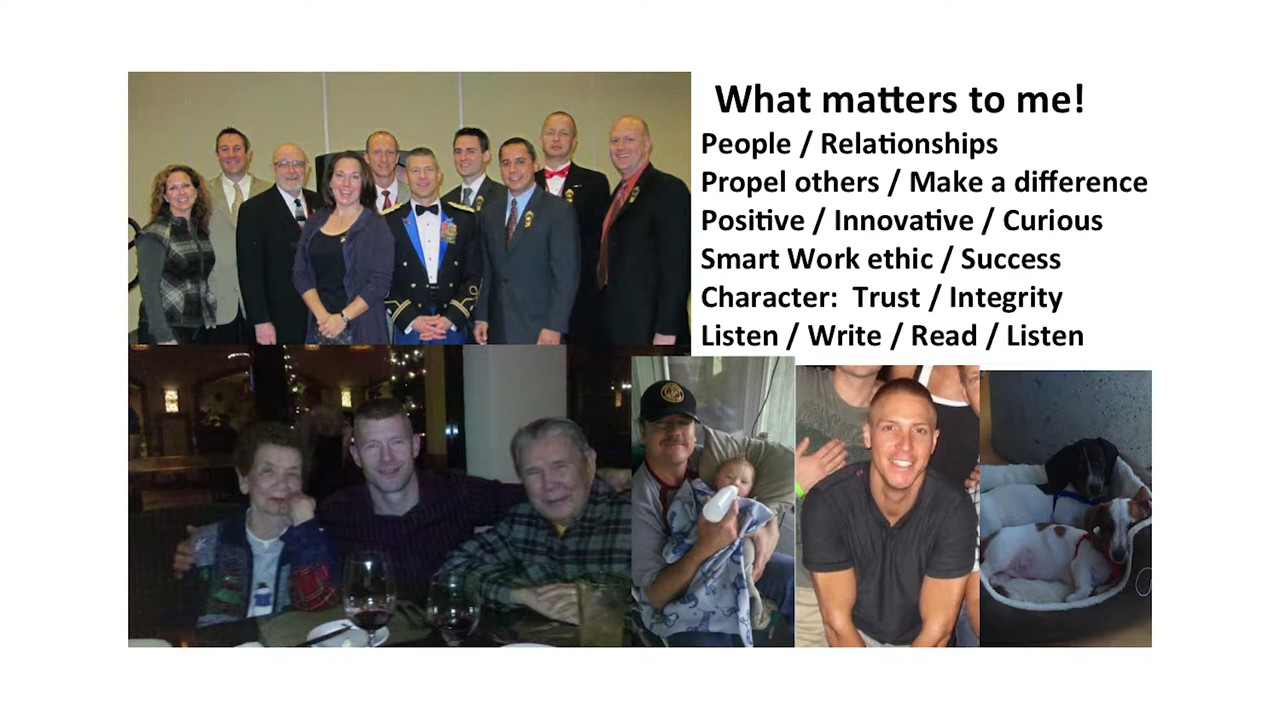 What matters to me!
People / Relationships
Propel others / Make a difference
Positive / Innovative / Curious
Smart Work ethic / Success
Character:  Trust / Integrity
Listen / Write / Read / Listen